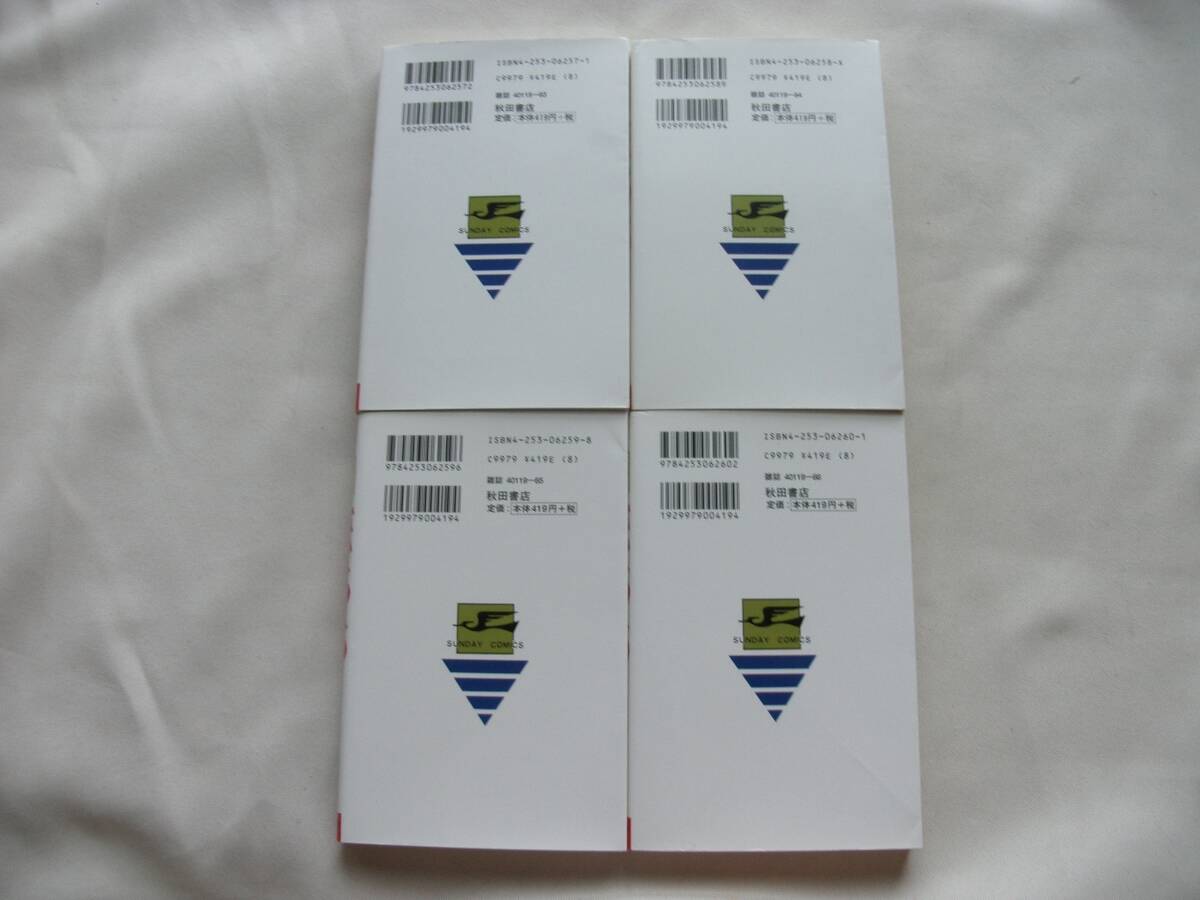 ISBN4-253-06257-1
9784253062572
C9979 ¥419E (8)
雑誌 40119-63
1929979004194
秋田書店
定価：本体419円+税
SUNDAY COMICS
ISBN4-253-06258-X
9784253062589
C9979 ¥419E (8)
雑誌 40119-64
1929979004194
秋田書店
定価：本体419円+税
SUNDAY COMICS
ISBN4-253-06259-8
9784253062596
C9979 ¥419E (8)
雑誌 40119-65
1929979004194
秋田書店
定価：本体419円+税
SUNDAY COMICS
ISBN4-253-06260-1
9784253062602
C9979 ¥419E (8)
雑誌 40119-66
1929979004194
秋田書店
定価：本体419円+税
SUNDAY COMICS